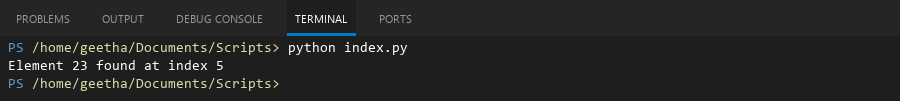 PROBLEMS OUTPUT DEBUG CONSOLE TERMINAL PORTS
PS /home/geetha/Documents/Scripts> python index.py
Element 23 found at index 5
PS /home/geetha/Documents/Scripts>